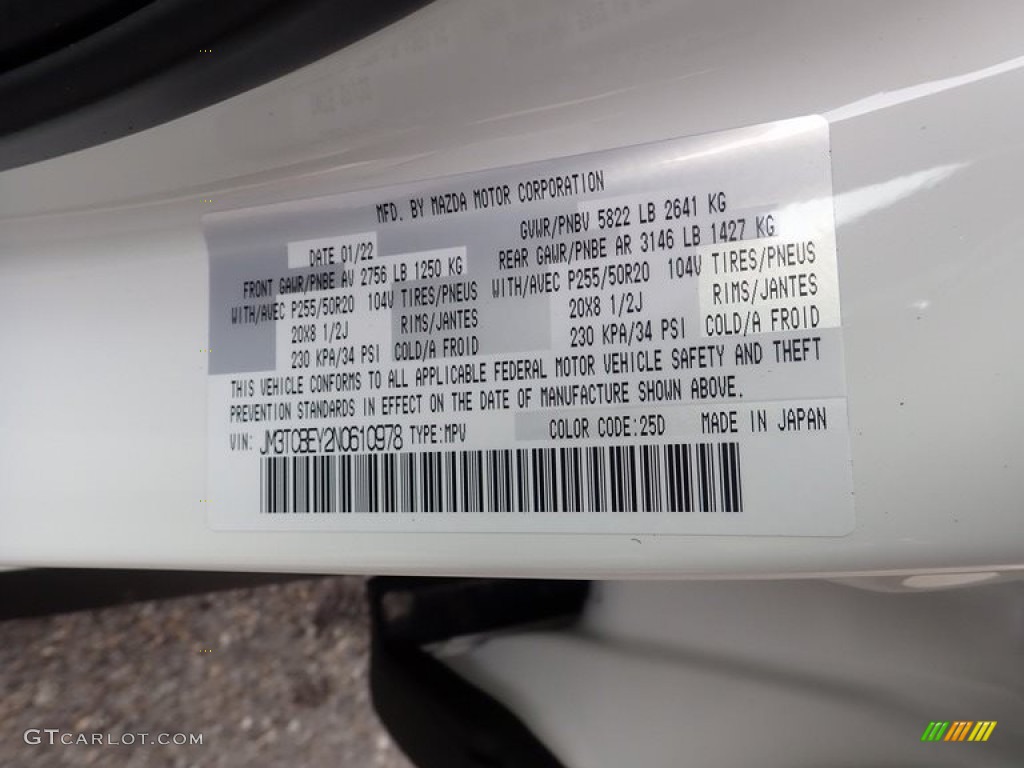 MFD. BY MAZDA MOTOR CORPORATION
DATE 01/22 GVWR/PNBV 5822 LB 2641 KG
FRONT GAWR/PNBE AV 2756 LB 1250 KG REAR GAWR/PNBE AR 3146 LB 1427 KG
WITH/AVEC P255/50R20 104V TIRES/PNEUS WITH/AVEC P255/50R20 104V TIRES/PNEUS
20X8 1/2J RIMS/JANTES 20X8 1/2J RIMS/JANTES
230 KPA/34 PSI COLD/A FROID 230 KPA/34 PSI COLD/A FROID
THIS VEHICLE CONFORMS TO ALL APPLICABLE FEDERAL MOTOR VEHICLE SAFETY AND THEFT
PREVENTION STANDARDS IN EFFECT ON THE DATE OF MANUFACTURE SHOWN ABOVE.
VIN: JM3TCBEY2N0610978 TYPE:MPV COLOR CODE:25D MADE IN JAPAN
GTCARLOT.COM